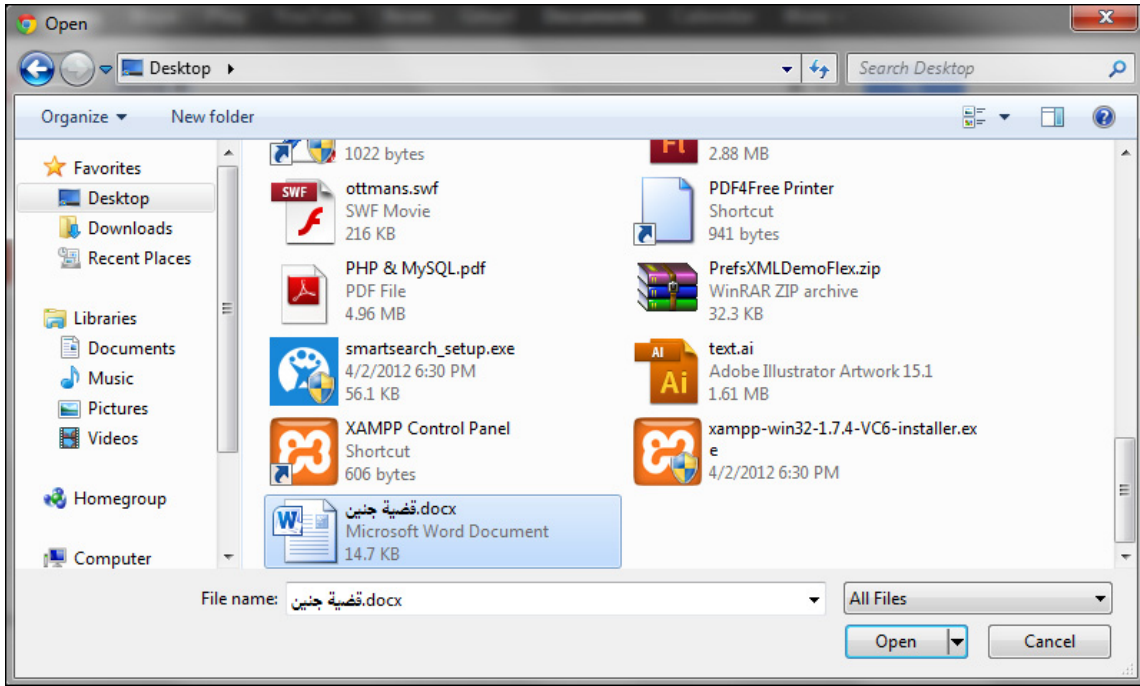 Open
Desktop
Search Desktop
Organize
New folder
Favorites
Desktop
Downloads
Recent Places
Libraries
Documents
Music
Pictures
Videos
Homegroup
Computer
1022 bytes
Fl
2.88 MB
SWF
ottmans.swf
SWF Movie
216 KB
PDF4Free Printer
Shortcut
941 bytes
PHP & MySQL.pdf
PDF File
4.96 MB
PrefsXMLDemoFlex.zip
WinRAR ZIP archive
32.3 KB
smartsearch_setup.exe
4/2/2012 6:30 PM
56.1 KB
AI
Ai
text.ai
Adobe Illustrator Artwork 15.1
1.61 MB
XAMPP Control Panel
Shortcut
606 bytes
xampp-win32-1.7.4-VC6-installer.ex
e
4/2/2012 6:30 PM
W
قضية جنين.docx
Microsoft Word Document
14.7 KB
File name: قضية جنين.docx
All Files
Open
Cancel